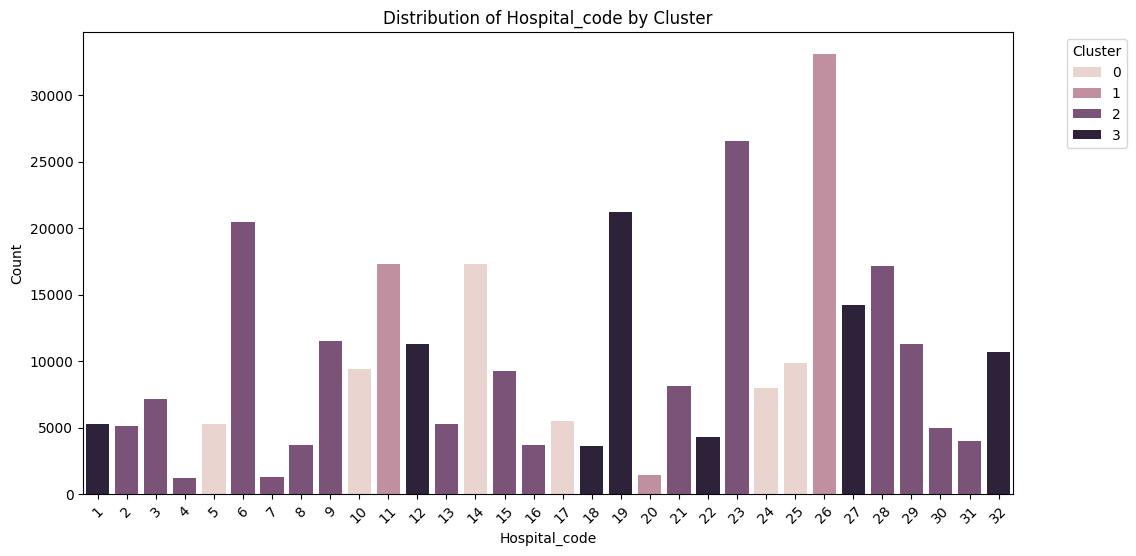 Distribution of Hospital_code by Cluster
Cluster
0
1
2
3
30000
25000
20000
15000
10000
5000
0
Count
1 2 3 4 5 6 7 8 9 10 11 12 13 14 15 16 17 18 19 20 21 22 23 24 25 26 27 28 29 30 31 32
Hospital_code